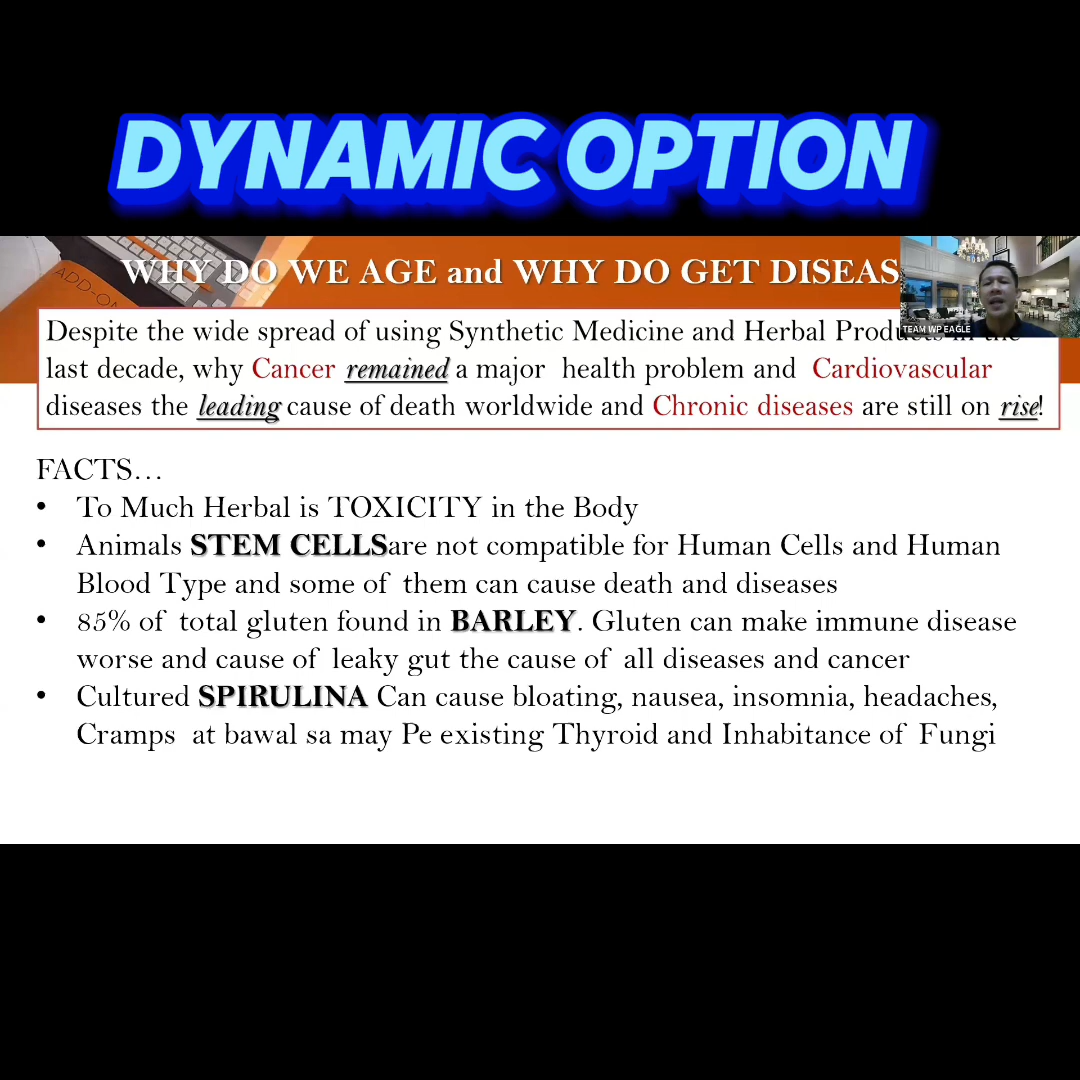 DYNAMIC OPTION
ADD-ON
WHY DO WE AGE and WHY DO GET DISEAS
TEAM WP EAGLE
Despite the wide spread of using Synthetic Medicine and Herbal Products in the
last decade, why Cancer remained a major health problem and Cardiovascular
diseases the leading cause of death worldwide and Chronic diseases are still on rise!
FACTS…
• To Much Herbal is TOXICITY in the Body
• Animals STEM CELLSare not compatible for Human Cells and Human
Blood Type and some of them can cause death and diseases
• 85% of total gluten found in BARLEY. Gluten can make immune disease
worse and cause of leaky gut the cause of all diseases and cancer
• Cultured SPIRULINA Can cause bloating, nausea, insomnia, headaches,
Cramps at bawal sa may Pe existing Thyroid and Inhabitance of Fungi